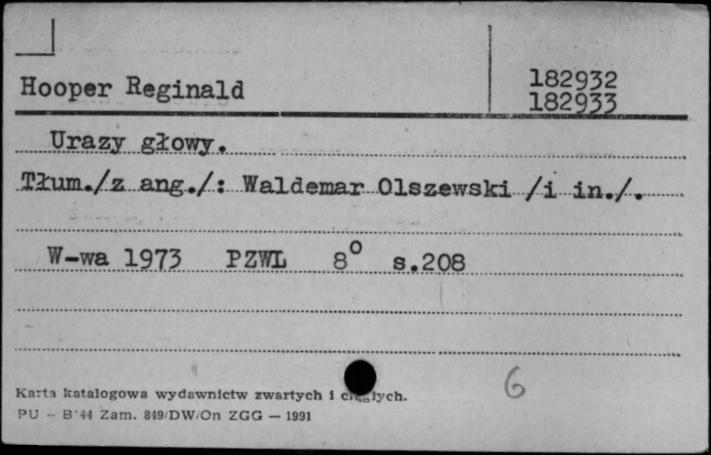 Hooper Reginald
182932
182933
Urazy głowy.
Tłum./z ang./: Waldemar Olszewski /i in./.
W-wa 1973 PZWL 8° s.208
6
Karta katalogowa wydawnictw zwartych i ciągłych.
PU - B'44 Zam. 849/DW/On ZGG — 1991